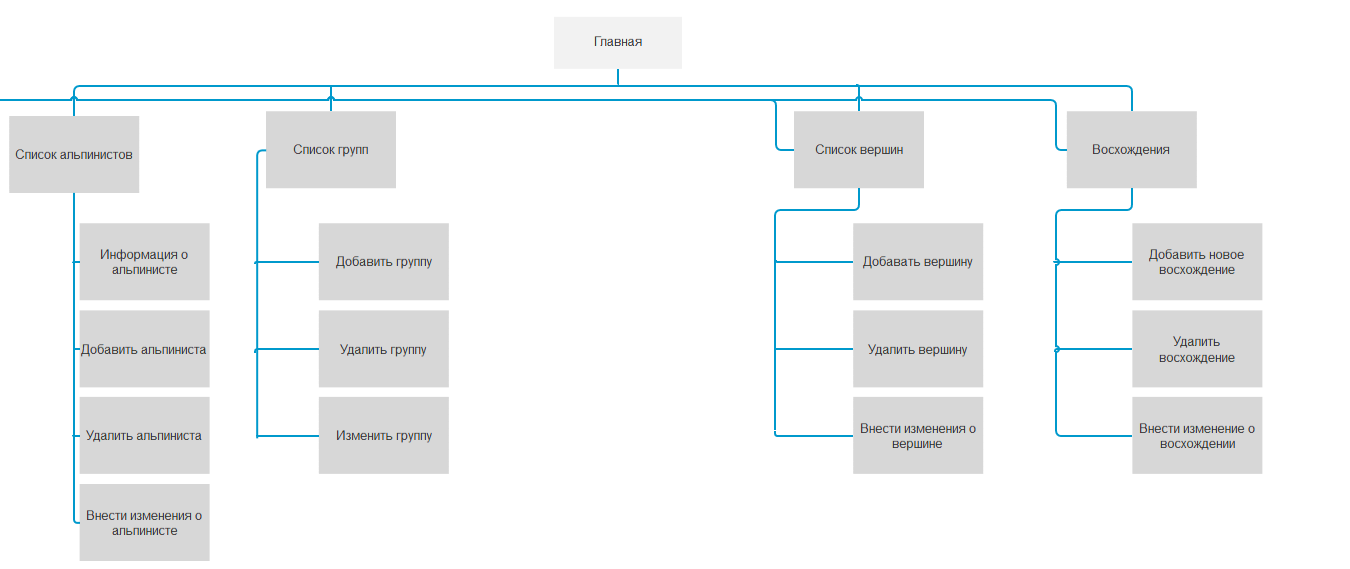 Главная
Список альпинистов
Список групп
Список вершин
Восхождения
Информация о
альпинисте
Добавить альпиниста
Удалить альпиниста
Внести изменения о
альпинисте
Добавить группу
Удалить группу
Изменить группу
Добавать вершину
Удалить вершину
Внести изменения о
вершине
Добавить новое
восхождение
Удалить
восхождение
Внести изменение о
восхождении